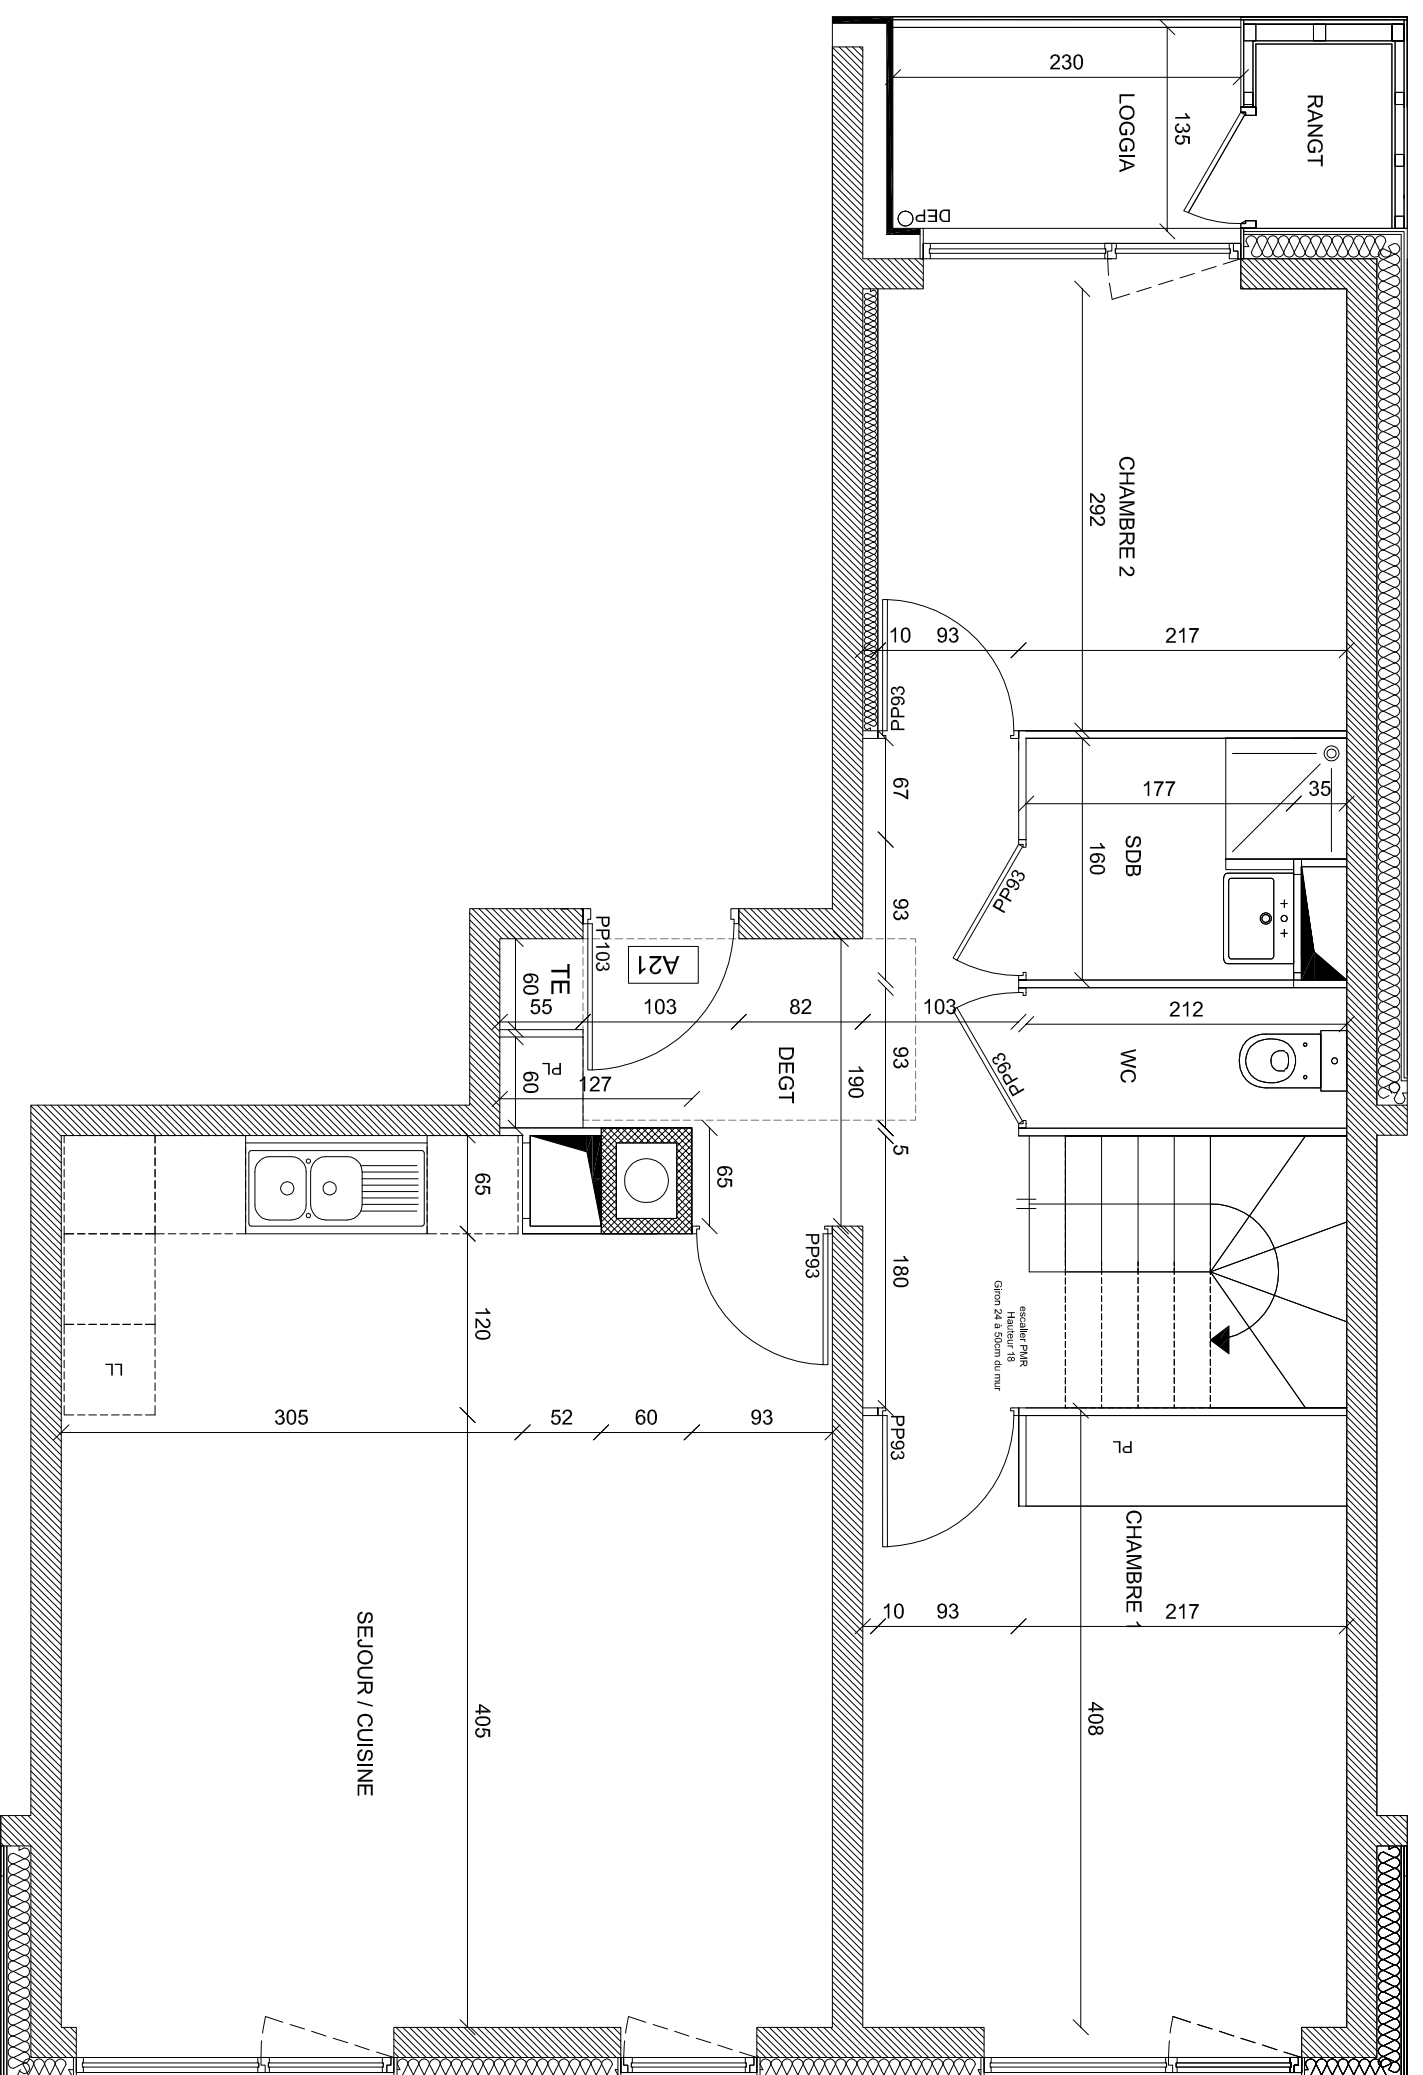 230
135
LOGGIA
RANGT
DEP
CHAMBRE 2
292
10
93
217
PP93
67
177
35
SDB
160
PP93
93
PP103
A21
TE
60
55
103
82
103
212
PL
60
127
DEGT
190
93
PP93
WC
65
65
5
PP93
180
escalier PMR
Hauteur 18
Giron 24 à 50cm du mur
120
LL
305
52
60
93
PP93
PL
CHAMBRE 1
10
93
217
SEJOUR / CUISINE
405
408